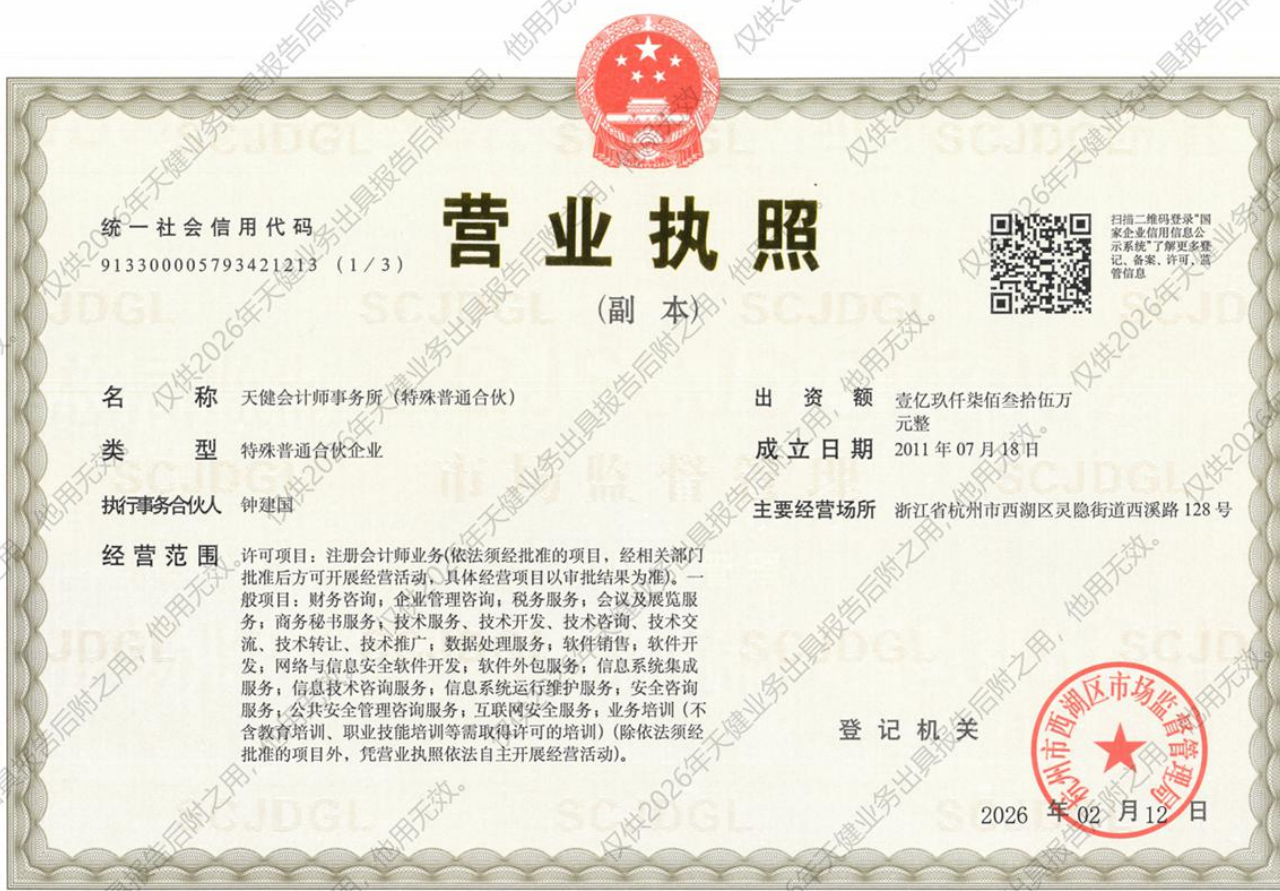 营业执照
(副 本)
统一社会信用代码
913300005793421213 (1/3)
扫描二维码登录"国
家企业信用信息公
示系统"了解更多登
记、备案、许可、监
管信息
名 称 天健会计师事务所(特殊普通合伙)
类 型 特殊普通合伙企业
执行事务合伙人 钟建国
经营范围 许可项目:注册会计师业务(依法须经批准的项目,经相关部门
批准后方可开展经营活动,具体经营项目以审批结果为准)。一
般项目:财务咨询;企业管理咨询;税务服务;会议及展览服
务;商务秘书服务;技术服务、技术开发、技术咨询、技术交
流、技术转让、技术推广;数据处理服务;软件销售;软件开
发;网络与信息安全软件开发;软件外包服务;信息系统集成
服务;信息技术咨询服务;信息系统运行维护服务;安全咨询
服务;公共安全管理咨询服务;互联网安全服务;业务培训(不
含教育培训、职业技能培训等需取得许可的培训)(除依法须经
批准的项目外,凭营业执照依法自主开展经营活动)。
出 资 额 壹亿玖仟柒佰叁拾伍万
元整
成立日期 2011年07月18日
主要经营场所 浙江省杭州市西湖区灵隐街道西溪路128号
登记机关
杭州市西湖区市场监督管理局
2026 年 02 月 12 日
仅供2026年天健业务出具报告后附之用,他用无效。
SCJDGL
市场监督管理